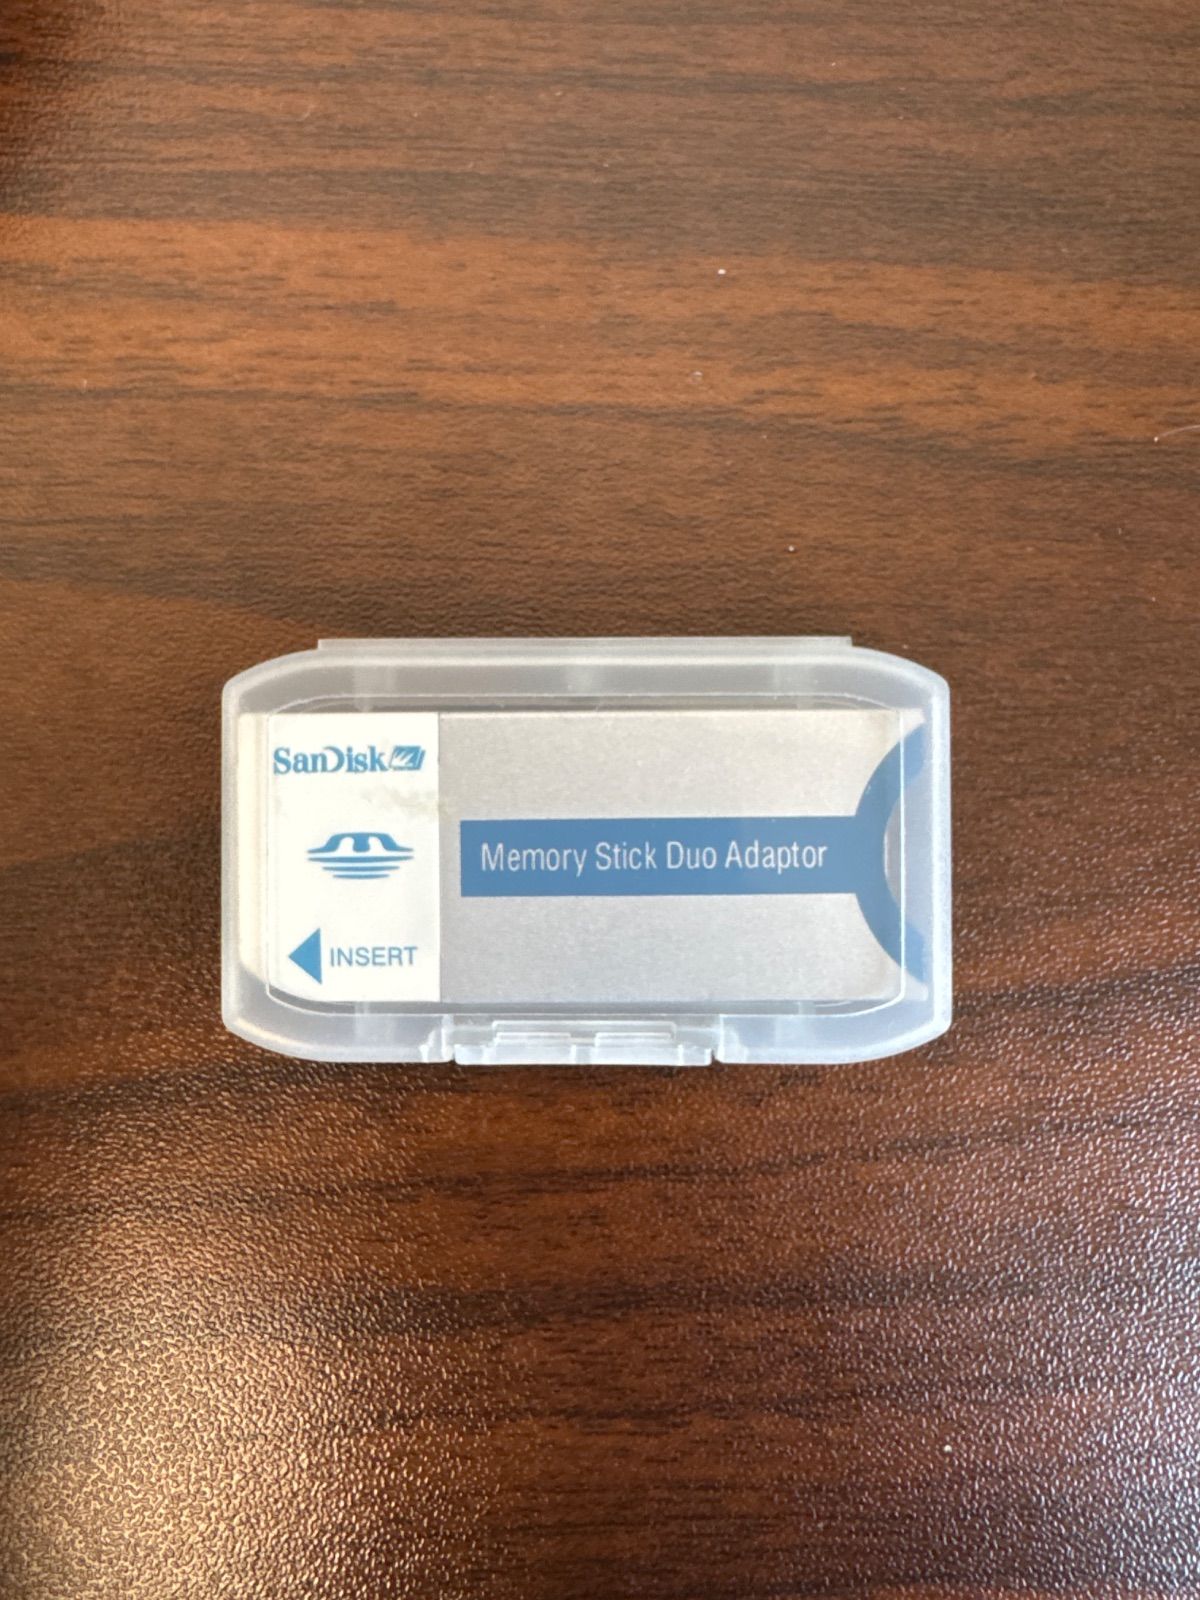 SanDisk
Memory Stick Duo Adaptor
INSERT